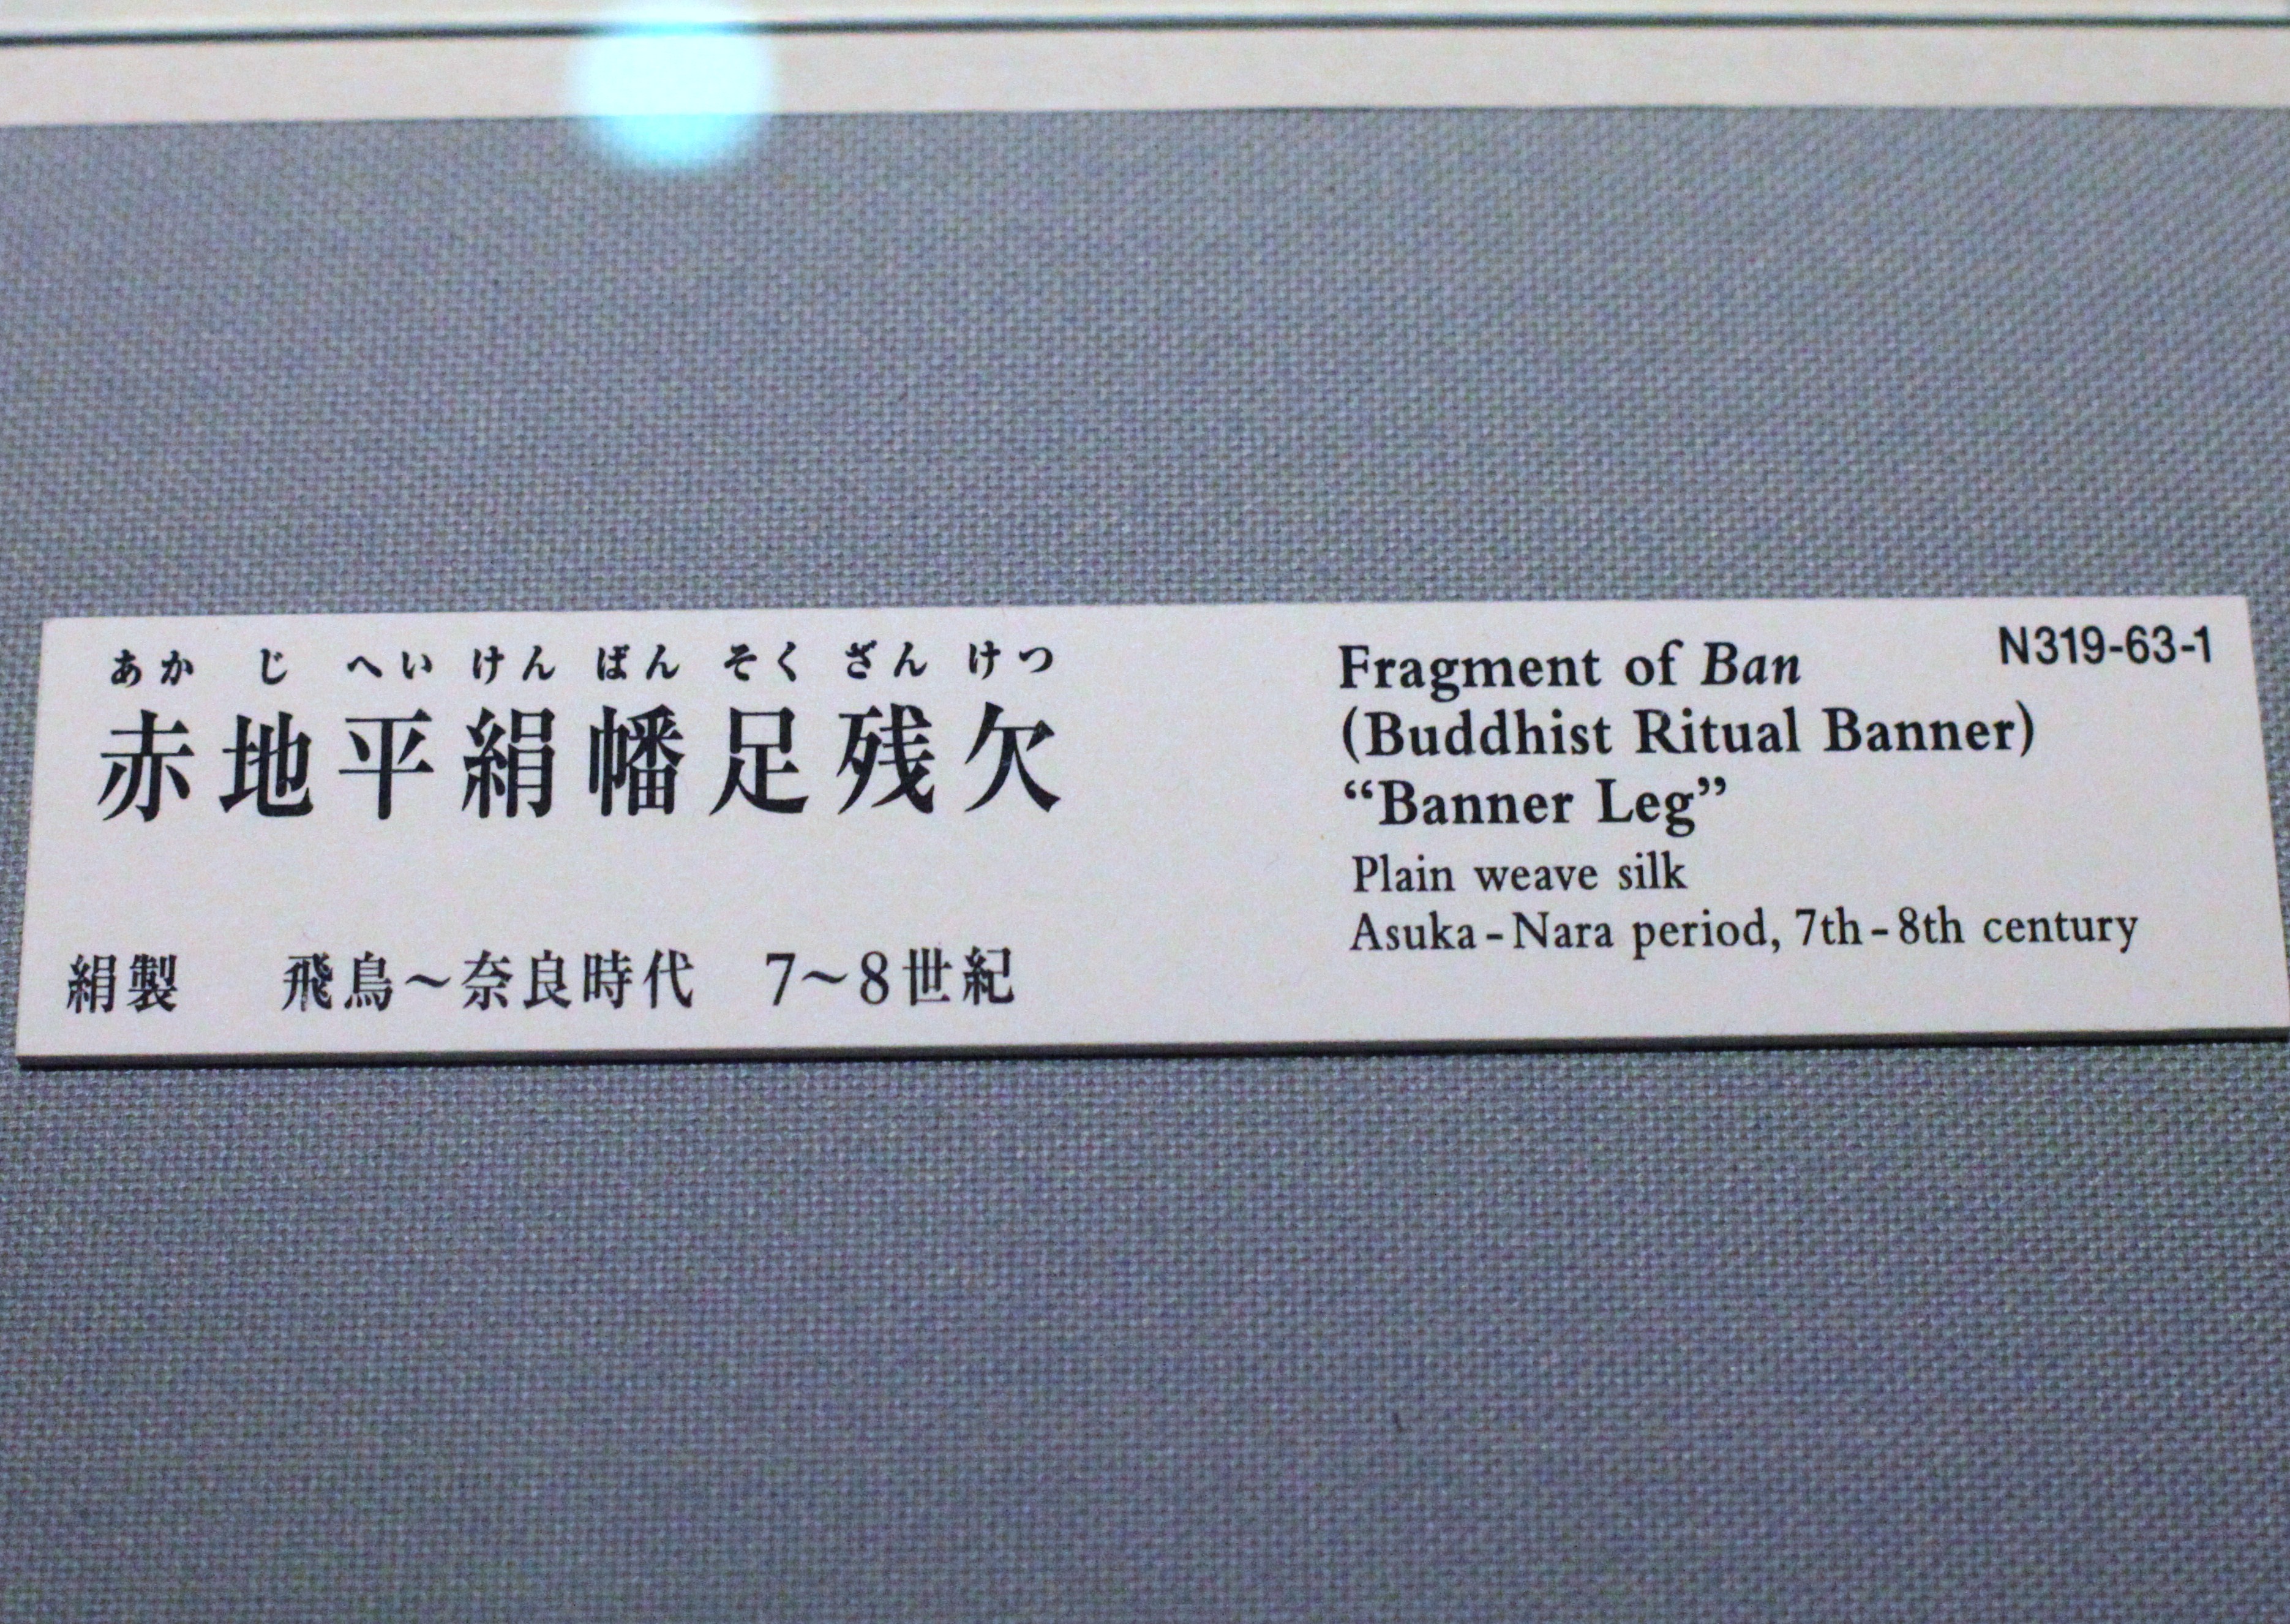 あか じ へい けん ばん そく ざん けつ
赤地平絹幡足残欠
絹製 飛鳥～奈良時代 7～8世紀
N319-63-1
Fragment of Ban
(Buddhist Ritual Banner)
“Banner Leg”
Plain weave silk
Asuka-Nara period, 7th-8th century